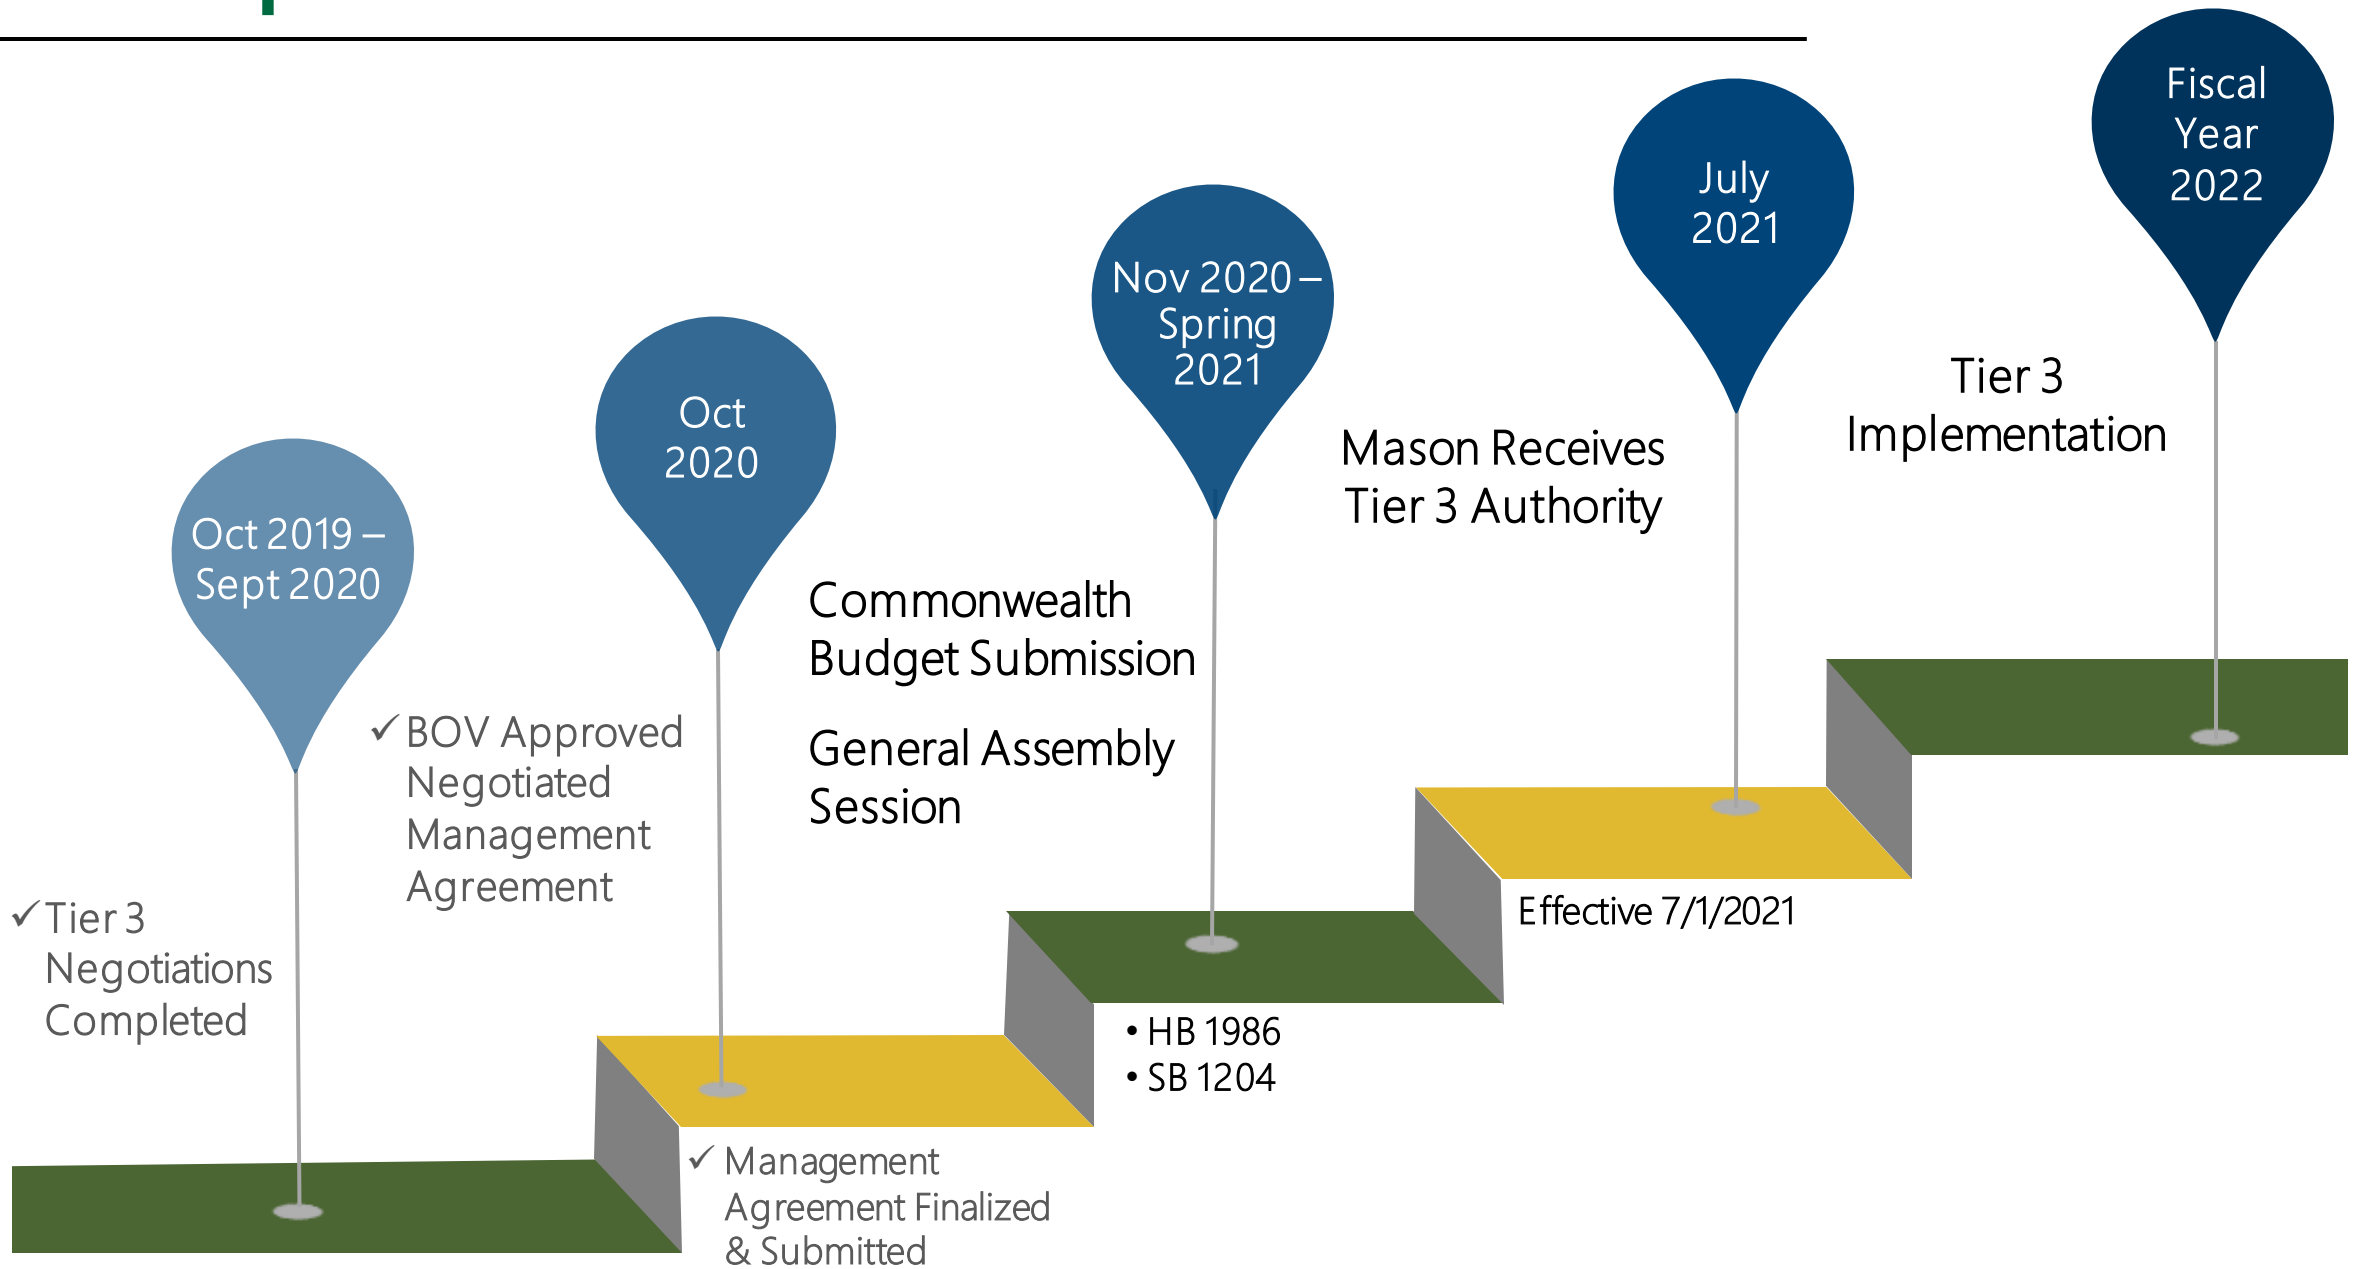 Oct 2019 –
Sept 2020
✓ Tier 3
Negotiations
Completed
Oct
2020
✓ BOV Approved
Negotiated
Management
Agreement
✓ Management
Agreement Finalized
& Submitted
Nov 2020 –
Spring
2021
Commonwealth
Budget Submission
General Assembly
Session
• HB 1986
• SB 1204
July
2021
Mason Receives
Tier 3 Authority
Effective 7/1/2021
Fiscal
Year
2022
Tier 3
Implementation